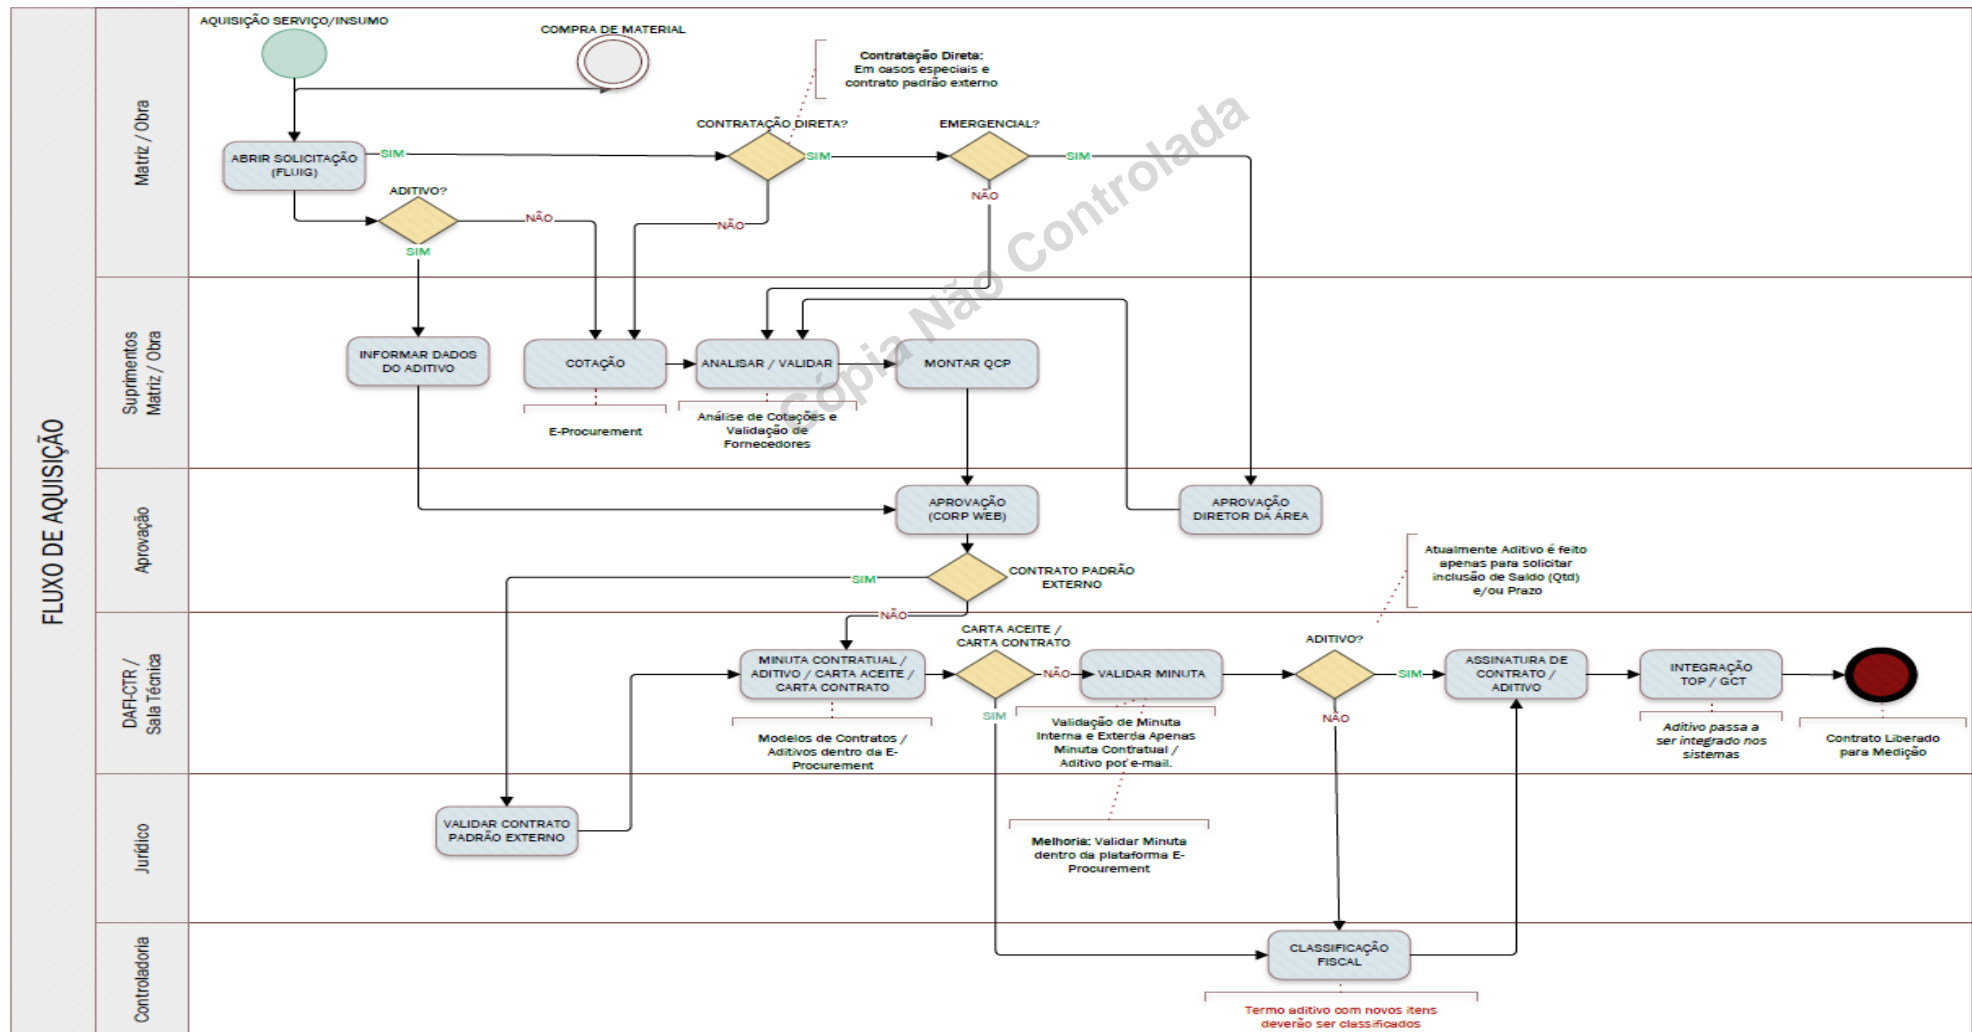 FLUXO DE AQUISIÇÃO
Matriz / Obra
AQUISIÇÃO SERVIÇO/INSUMO
COMPRA DE MATERIAL
Contratação Direta:
Em casos especiais e
contrato padrão externo
ABRIR SOLICITAÇÃO
(FLUIG)
SIM
CONTRATAÇÃO DIRETA?
SIM
EMERGENCIAL?
SIM
ADITIVO?
NÃO
NÃO
NÃO
SIM
Cópia Não Controlada
Suprimentos
Matriz / Obra
INFORMAR DADOS
DO ADITIVO
COTAÇÃO
ANALISAR / VALIDAR
MONTAR QCP
E-Procurement
Análise de Cotações e
Validação de
Fornecedores
Aprovação
APROVAÇÃO
(CORP WEB)
APROVAÇÃO
DIRETOR DA ÁREA
SIM
CONTRATO PADRÃO
EXTERNO
NÃO
Atualmente Aditivo é feito
apenas para solicitar
inclusão de Saldo (Qtd)
e/ou Prazo
DAFI-CTR /
Sala Técnica
MINUTA CONTRATUAL /
ADITIVO / CARTA ACEITE /
CARTA CONTRATO
CARTA ACEITE /
CARTA CONTRATO
NÃO
SIM
VALIDAR MINUTA
ADITIVO?
SIM
NÃO
ASSINATURA DE
CONTRATO /
ADITIVO
INTEGRAÇÃO
TOP / GCT
Modelos de Contratos /
Aditivos dentro da E-
Procurement
Validação de Minuta
Interna e Externa Apenas
Minuta Contratual /
Aditivo por e-mail.
Aditivo passa a
ser integrado nos
sistemas
Contrato Liberado
para Medição
Jurídico
VALIDAR CONTRATO
PADRÃO EXTERNO
Melhoria: Validar Minuta
dentro da plataforma E-
Procurement
Controladoria
CLASSIFICAÇÃO
FISCAL
Termo aditivo com novos itens
deverão ser classificados